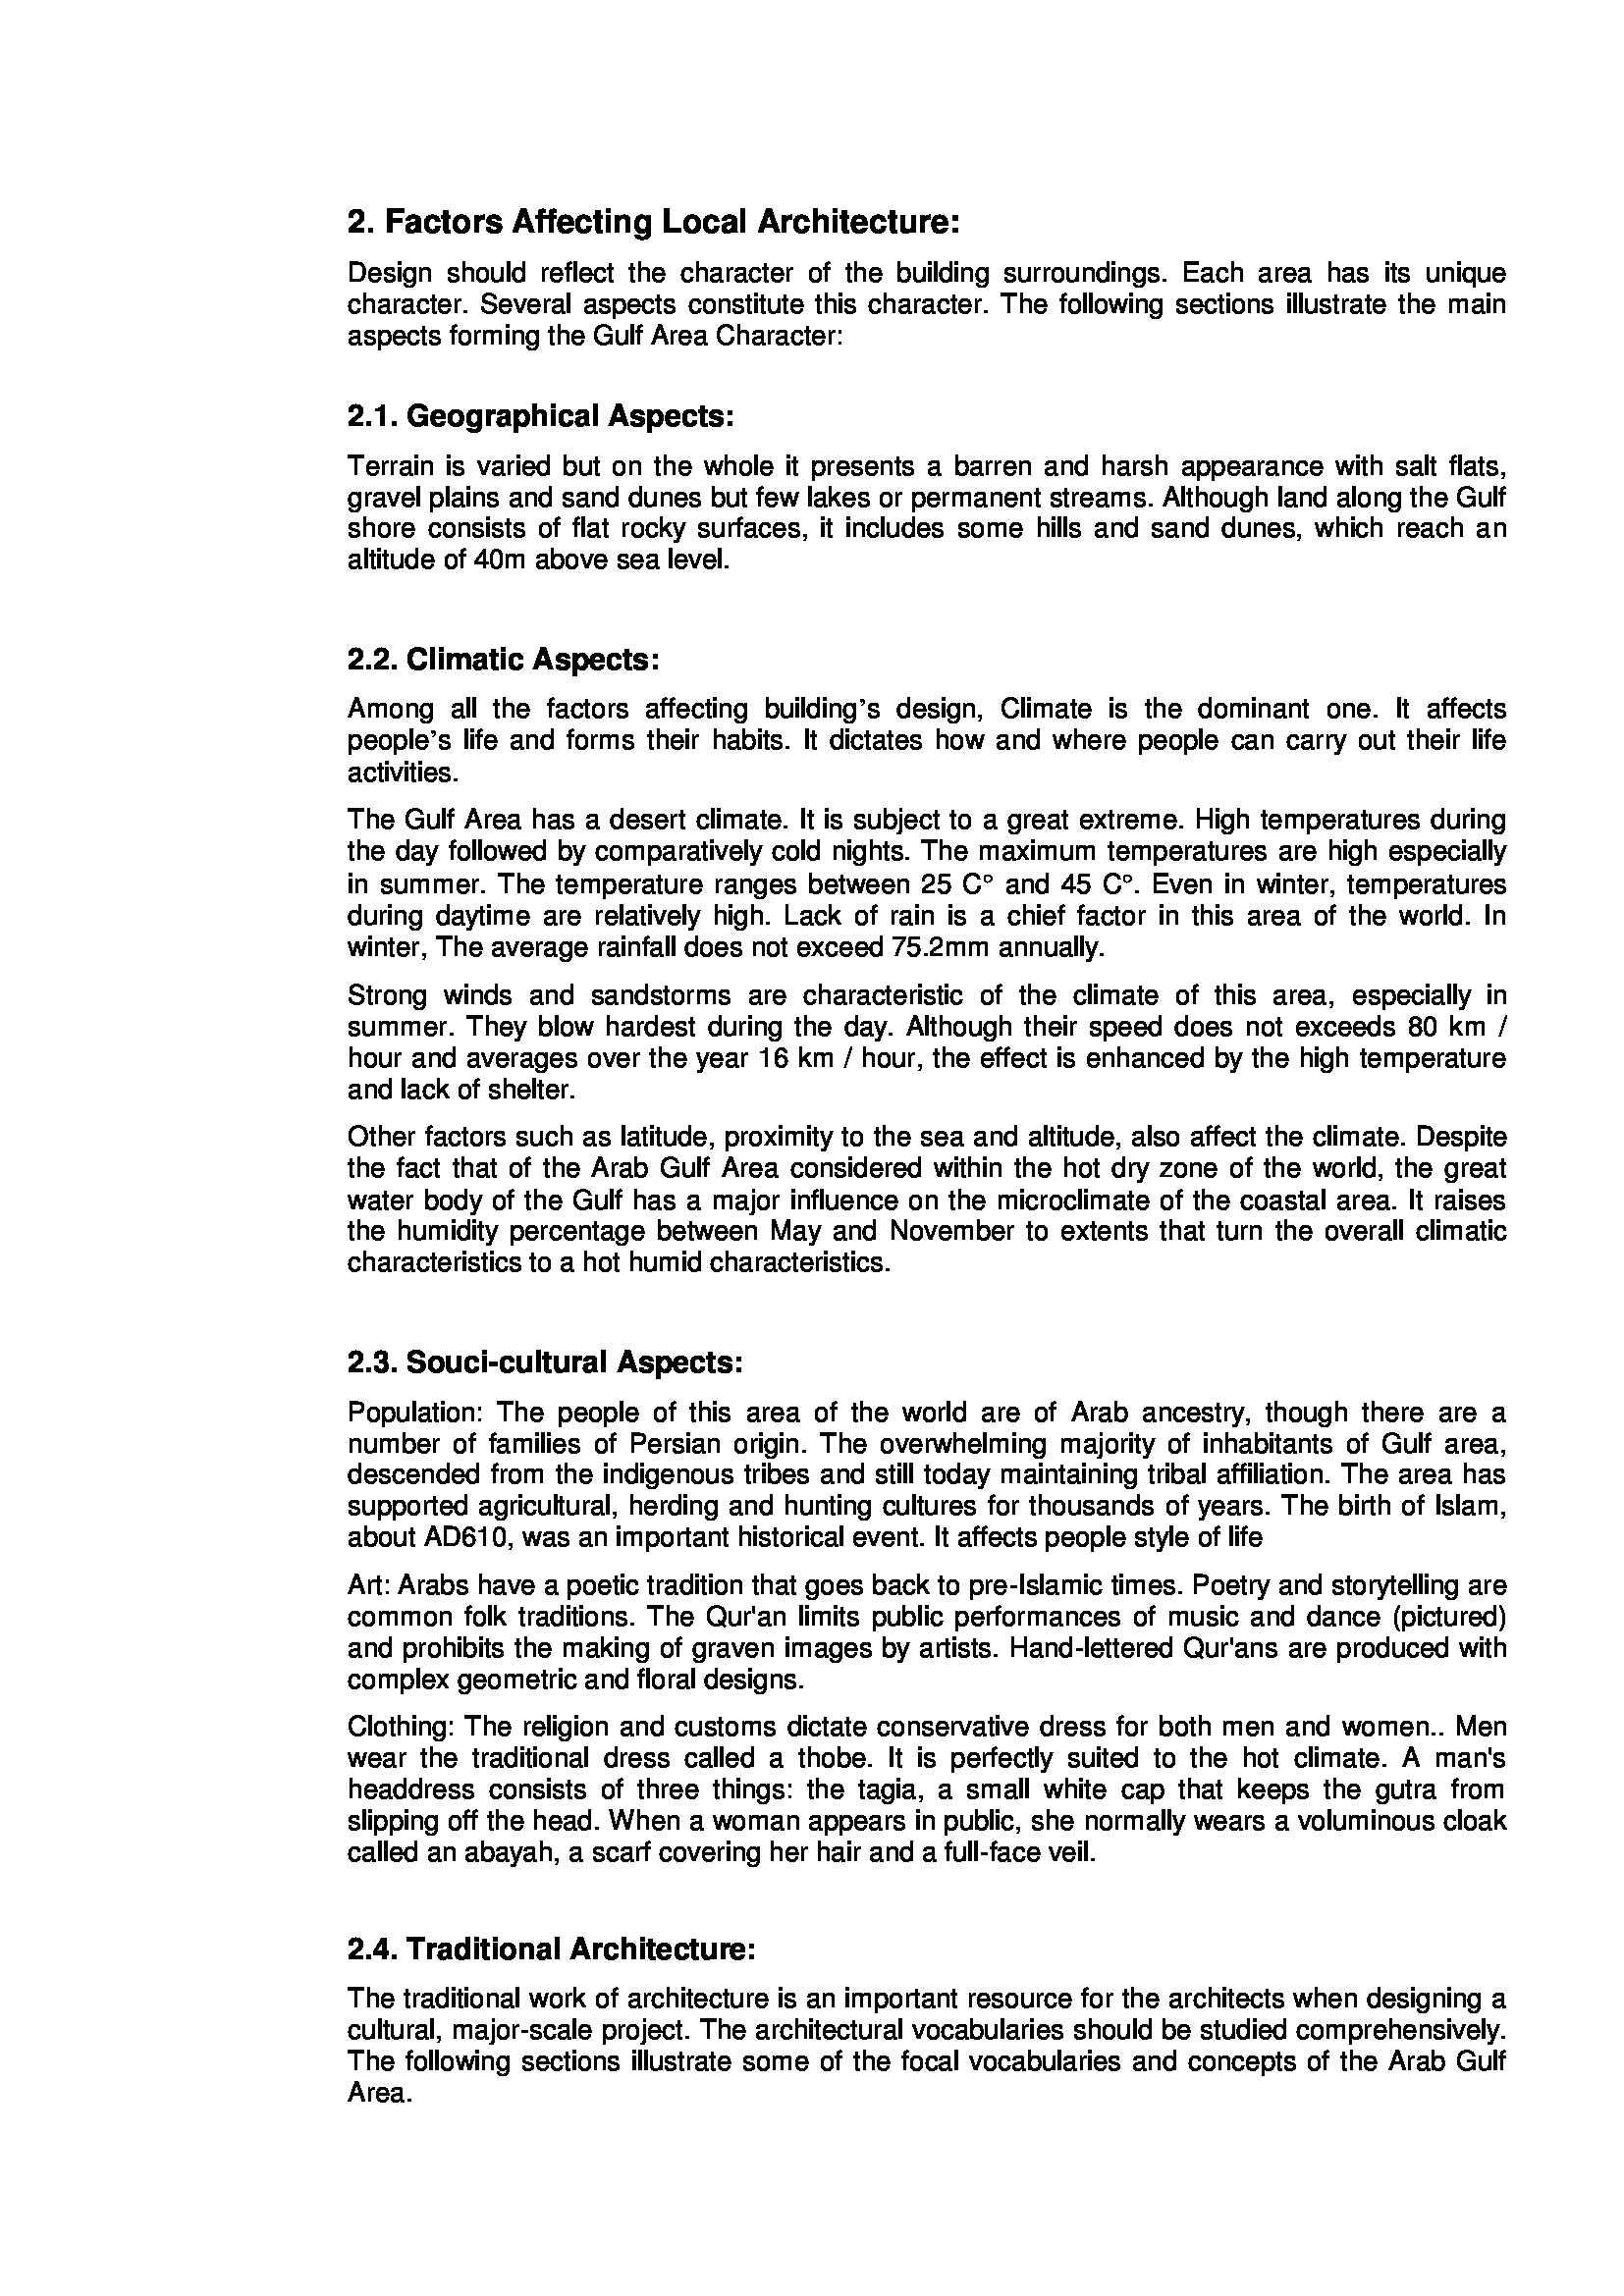 2. Factors Affecting Local Architecture:
Design should reflect the character of the building surroundings. Each area has its unique
character. Several aspects constitute this character. The following sections illustrate the main
aspects forming the Gulf Area Character:
2.1. Geographical Aspects:
Terrain is varied but on the whole it presents a barren and harsh appearance with salt flats,
gravel plains and sand dunes but few lakes or permanent streams. Although land along the Gulf
shore consists of flat rocky surfaces, it includes some hills and sand dunes, which reach an
altitude of 40m above sea level.
2.2. Climatic Aspects:
Among all the factors affecting building's design, Climate is the dominant one. It affects
people's life and forms their habits. It dictates how and where people can carry out their life
activities.
The Gulf Area has a desert climate. It is subject to a great extreme. High temperatures during
the day followed by comparatively cold nights. The maximum temperatures are high especially
in summer. The temperature ranges between 25 C° and 45 C°. Even in winter, temperatures
during daytime are relatively high. Lack of rain is a chief factor in this area of the world. In
winter, The average rainfall does not exceed 75.2mm annually.
Strong winds and sandstorms are characteristic of the climate of this area, especially in
summer. They blow hardest during the day. Although their speed does not exceeds 80 km /
hour and averages over the year 16 km / hour, the effect is enhanced by the high temperature
and lack of shelter.
Other factors such as latitude, proximity to the sea and altitude, also affect the climate. Despite
the fact that of the Arab Gulf Area considered within the hot dry zone of the world, the great
water body of the Gulf has a major influence on the microclimate of the coastal area. It raises
the humidity percentage between May and November to extents that turn the overall climatic
characteristics to a hot humid characteristics.
2.3. Souci-cultural Aspects:
Population: The people of this area of the world are of Arab ancestry, though there are a
number of families of Persian origin. The overwhelming majority of inhabitants of Gulf area,
descended from the indigenous tribes and still today maintaining tribal affiliation. The area has
supported agricultural, herding and hunting cultures for thousands of years. The birth of Islam,
about AD610, was an important historical event. It affects people style of life
Art: Arabs have a poetic tradition that goes back to pre-Islamic times. Poetry and storytelling are
common folk traditions. The Qur'an limits public performances of music and dance (pictured)
and prohibits the making of graven images by artists. Hand-lettered Qur'ans are produced with
complex geometric and floral designs.
Clothing: The religion and customs dictate conservative dress for both men and women.. Men
wear the traditional dress called a thobe. It is perfectly suited to the hot climate. A man's
headdress consists of three things: the tagia, a small white cap that keeps the gutra from
slipping off the head. When a woman appears in public, she normally wears a voluminous cloak
called an abayah, a scarf covering her hair and a full-face veil.
2.4. Traditional Architecture:
The traditional work of architecture is an important resource for the architects when designing a
cultural, major-scale project. The architectural vocabularies should be studied comprehensively.
The following sections illustrate some of the focal vocabularies and concepts of the Arab Gulf
Area.